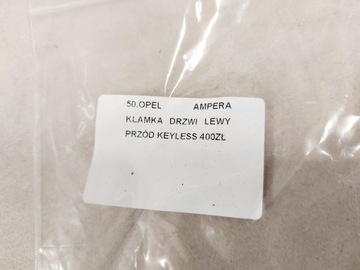 50.OPEL AMPERA
KLAMKA DRZWI LEWY
PRZÓD KEYLESS 400ZŁ